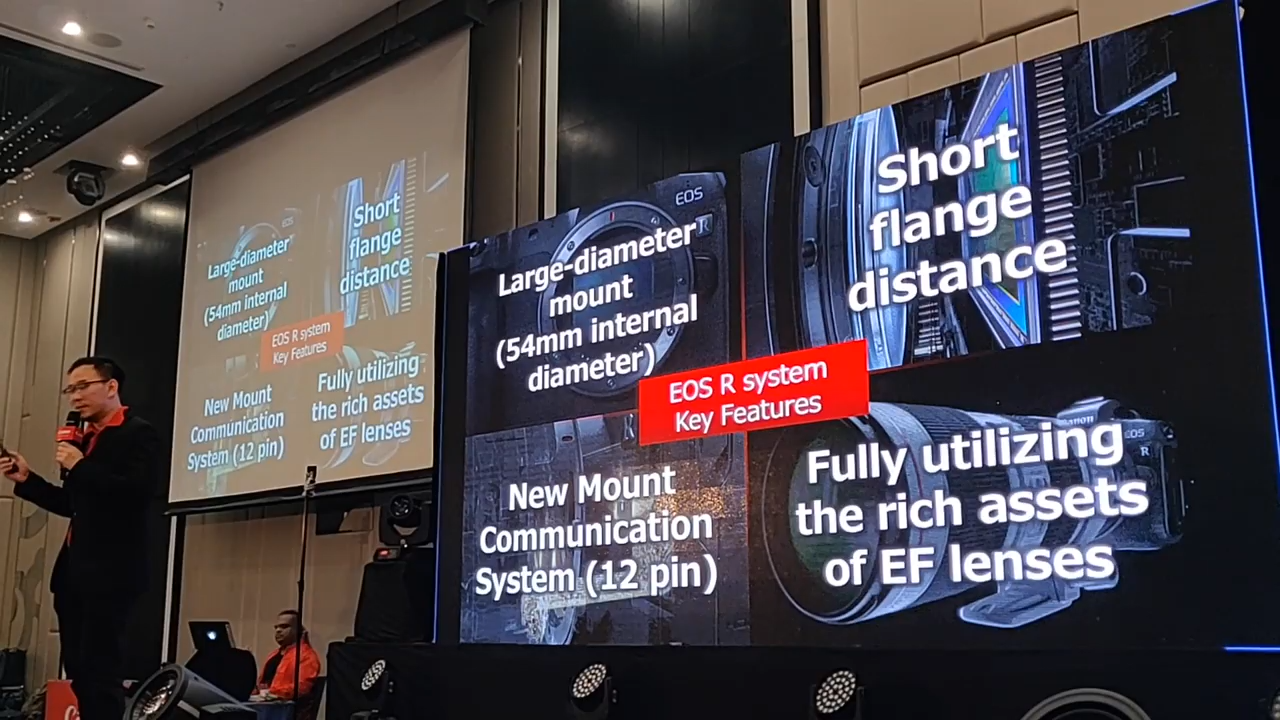 Large-diameter
mount
(54mm internal
diameter)
Short
flange
distance
EOS R system
Key Features
New Mount
Communication
System (12 pin)
Fully utilizing
the rich assets
of EF lenses
EOS
Large-diameter
mount
(54mm internal
diameter)
R
Short
flange
distance
EOS R system
Key Features
New Mount
Communication
System (12 pin)
Fully utilizing
the rich assets
of EF lenses
Canon
EOS
R